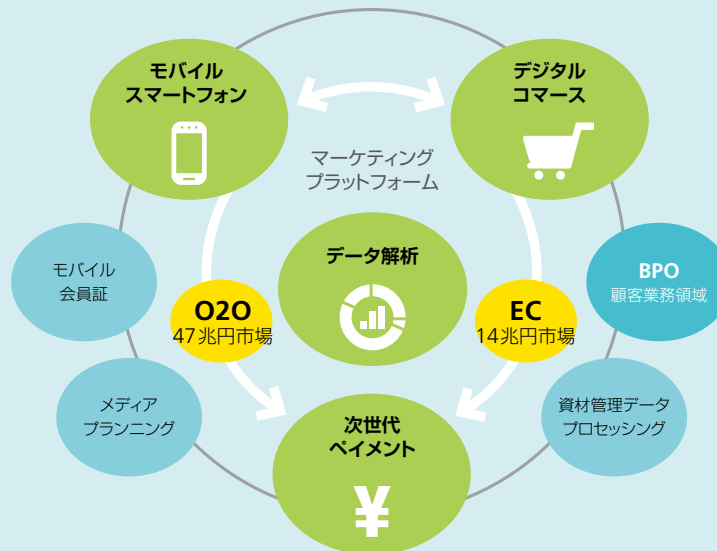 モバイル
スマートフォン
デジタル
コマース
マーケティング
プラットフォーム
データ解析
モバイル
会員証
BPO
顧客業務領域
O2O
47兆円市場
EC
14兆円市場
メディア
プランニング
資材管理データ
プロセッシング
次世代
ペイメント
¥